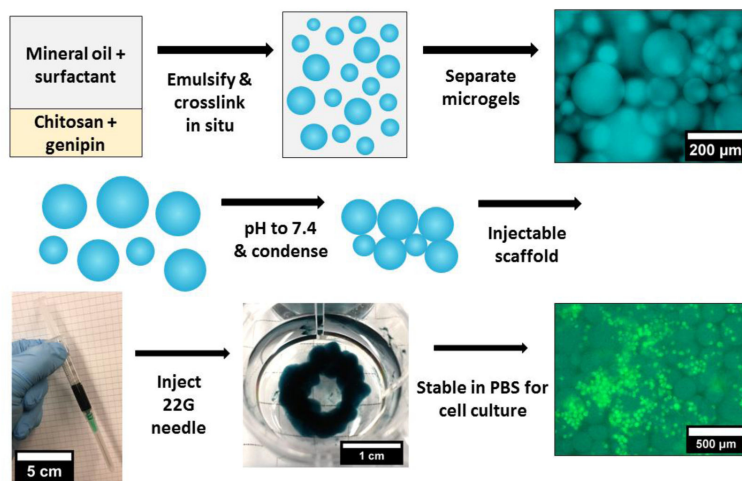 Mineral oil +
surfactant
Chitosan +
genipin
Emulsify &
crosslink
in situ
Separate
microgels
200 μm
pH to 7.4
& condense
Injectable
scaffold
5 cm
Inject
22G
needle
1 cm
Stable in PBS for
cell culture
500 μm